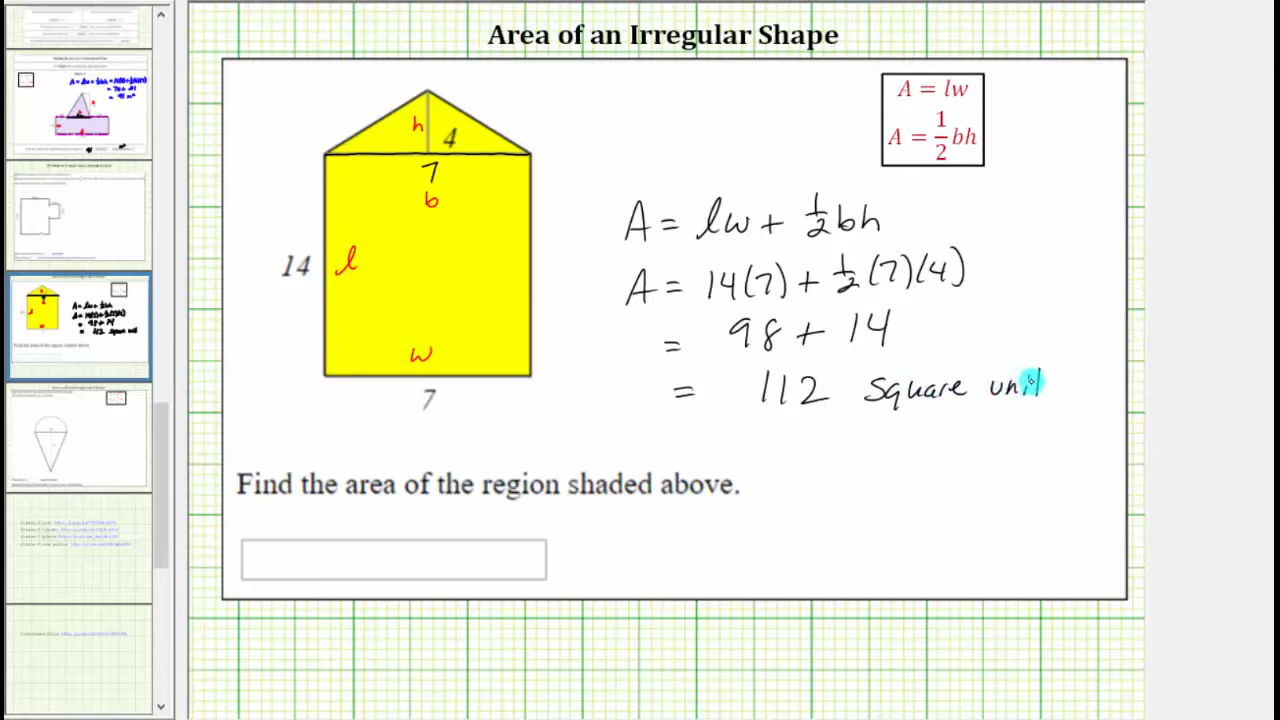 Area of an Irregular Shape
A = lw
A = 1/2 bh
h
4
7
b
14
l
w
7
A = lw + 1/2 bh
A = 14(7) + 1/2 (7)(4)
= 98 + 14
= 112 square unit
Find the area of the region shaded above.